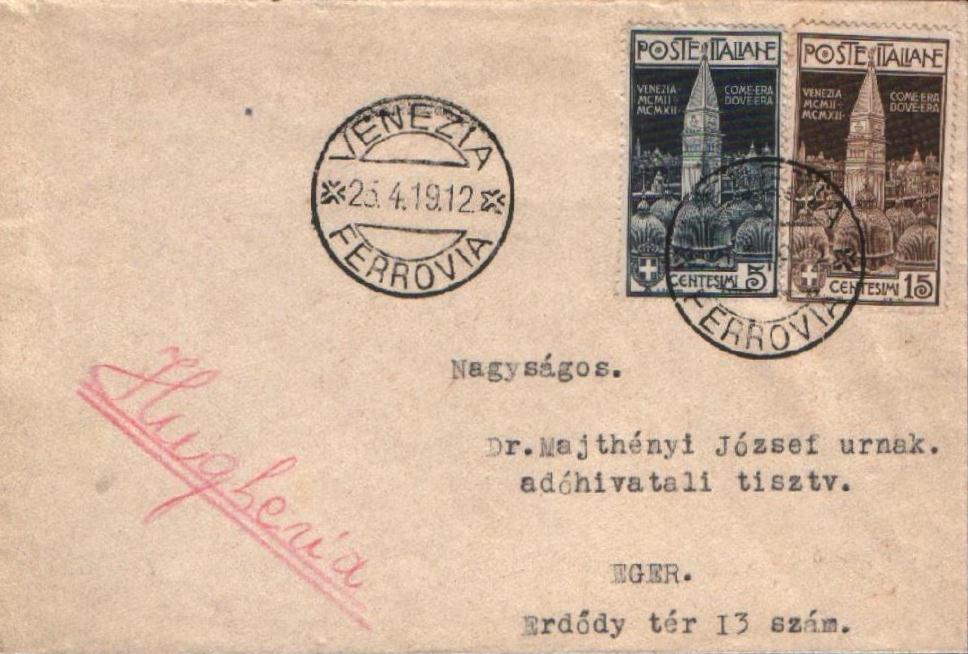 POSTE ITALIANE
VENEZIA
MCMII
MCMXII
COME·ERA
DOVE·ERA
CENTESIMI 5
POSTE ITALIANE
VENEZIA
MCMII
MCMXII
COME·ERA
DOVE·ERA
CENTESIMI 15
VENEZIA
25.4.19.12
FERROVIA
FERROVIA
Nagyságos.
Dr.Majthényi József urnak.
adóhivatali tisztv.
Hugheria
EGER.
Erdődy tér I3 szám.